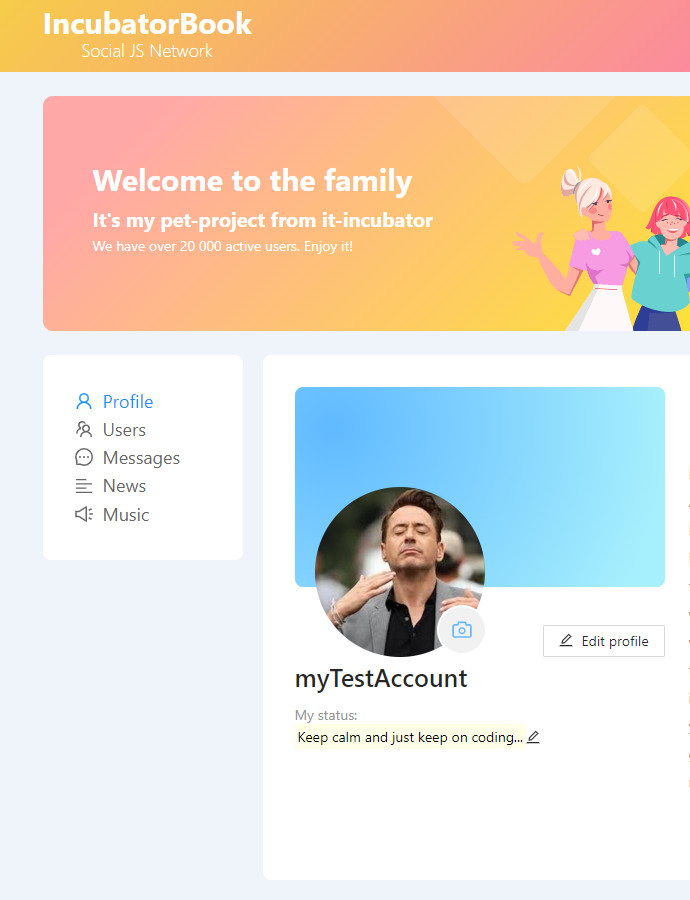 IncubatorBook
Social JS Network
Welcome to the family
It's my pet-project from it-incubator
We have over 20 000 active users. Enjoy it!
Profile
Users
Messages
News
Music
Edit profile
myTestAccount
My status:
Keep calm and just keep on coding...